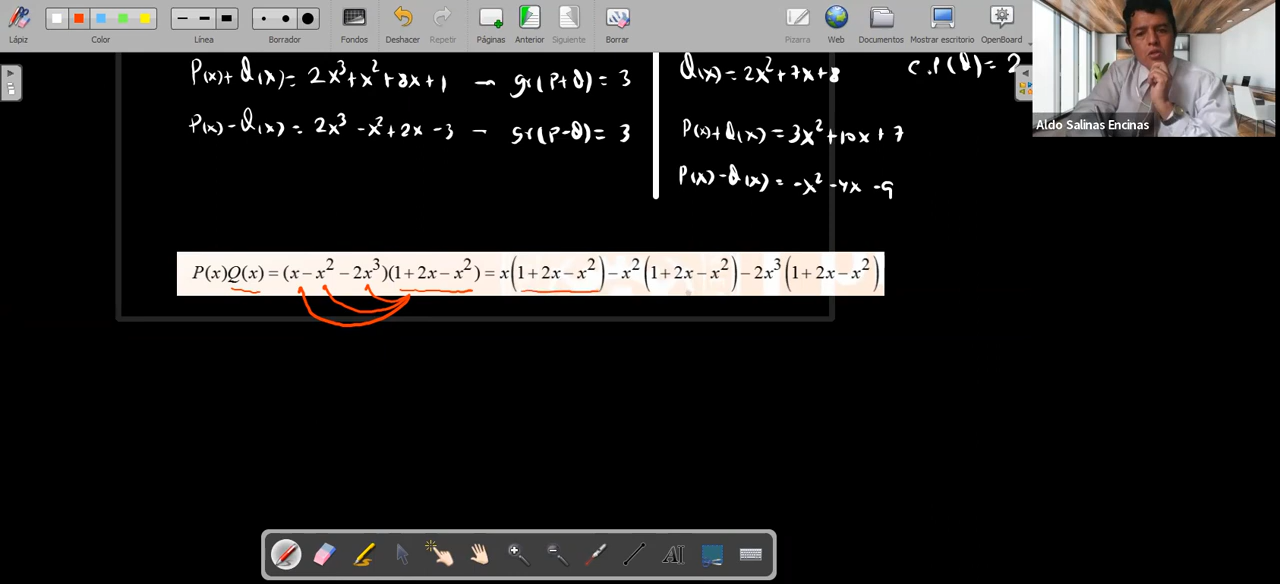 Lápiz Color Línea Borrador Fondos Deshacer Repetir Páginas Anterior Siguiente Borrar Pizarra Web Documentos Mostrar escritorio OpenBoard
P(x)+Q(x) = 2x³+x²+8x+1 — gr(P+Q) = 3
P(x)-Q(x) = 2x³-x²+2x-3 — gr(P-Q) = 3
Q(x) = 2x²+7x+8
C.P(Q) = 2
P(x)+Q(x) = 3x²+10x+7
P(x)-Q(x) = -x²-4x-9
Aldo Salinas Encinas
P(x)Q(x) = (x-x²-2x³)(1+2x-x²) = x(1+2x-x²)-x²(1+2x-x²)-2x³(1+2x-x²)
AI